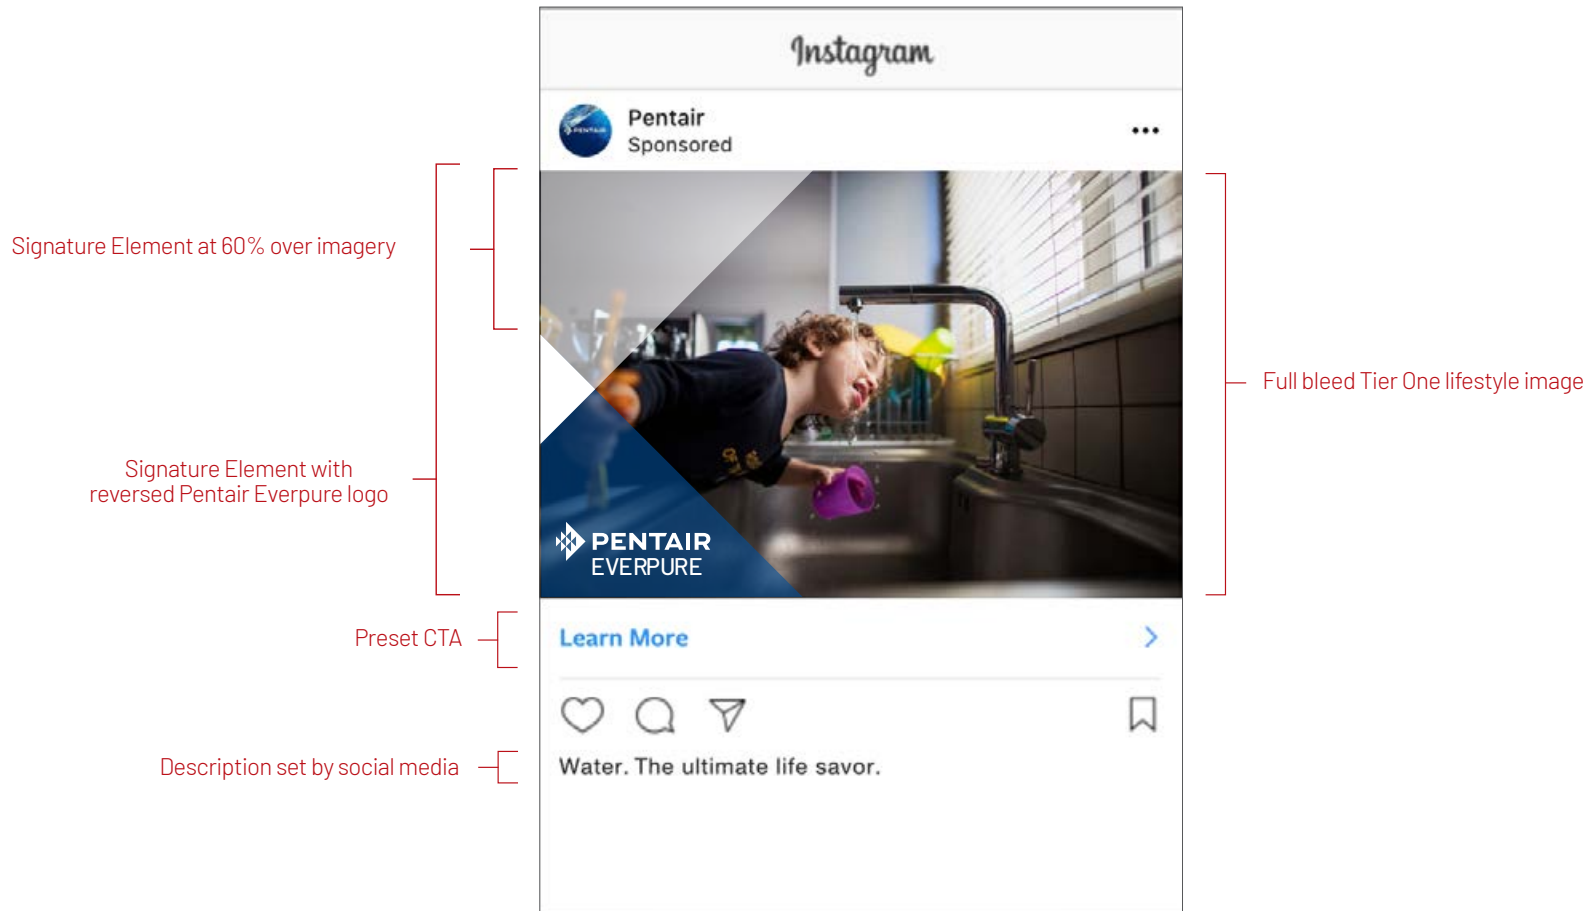 Instagram
Pentair
Sponsored
PENTAIR
Signature Element at 60% over imagery
Full bleed Tier One lifestyle image
Signature Element with
reversed Pentair Everpure logo
PENTAIR
EVERPURE
Preset CTA
Learn More
Description set by social media
Water. The ultimate life savor.